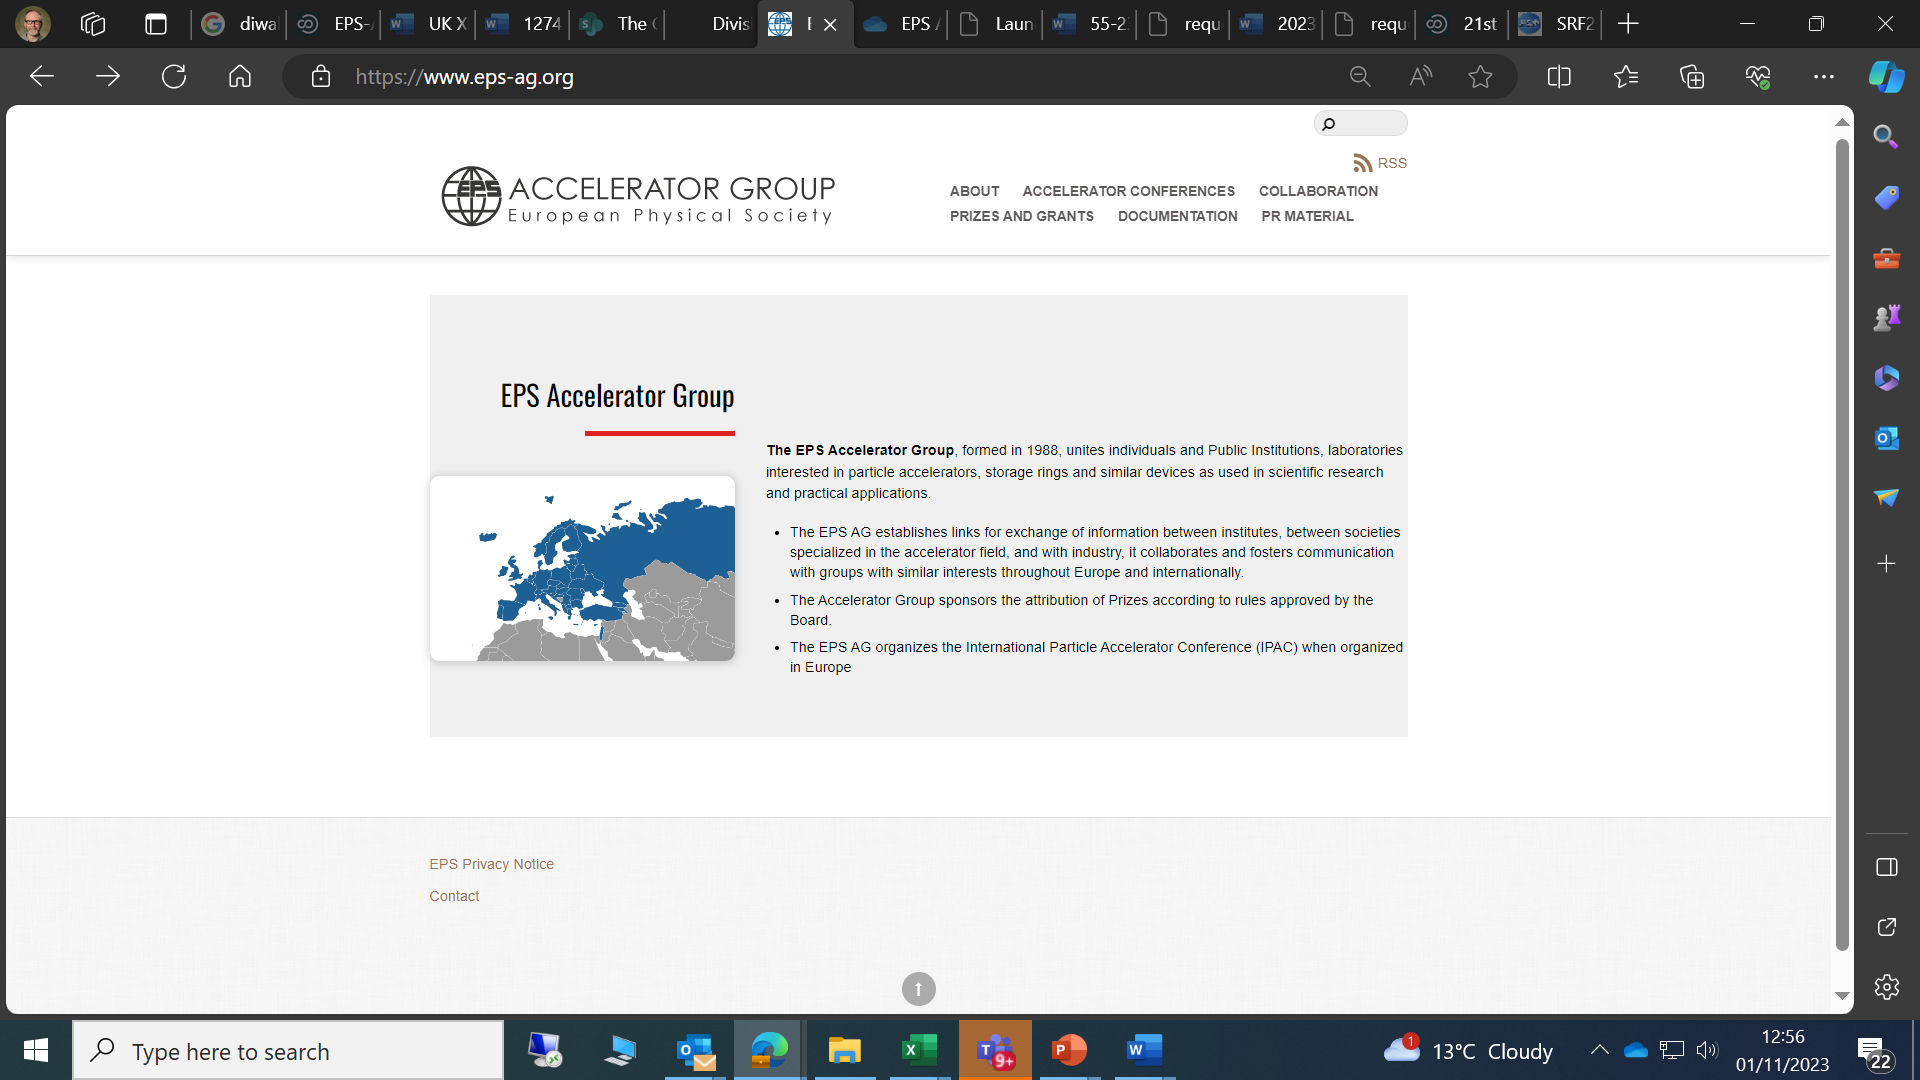 diwa
EPS-
UK X
1274
The
Divis
EPS
Laun
55-2
requ
2023
requ
21st
SRF2
https://www.eps-ag.org
RSS
EPS ACCELERATOR GROUP
European Physical Society
ABOUT ACCELERATOR CONFERENCES COLLABORATION
PRIZES AND GRANTS DOCUMENTATION PR MATERIAL
EPS Accelerator Group
The EPS Accelerator Group, formed in 1988, unites individuals and Public Institutions, laboratories
interested in particle accelerators, storage rings and similar devices as used in scientific research
and practical applications.
• The EPS AG establishes links for exchange of information between institutes, between societies
specialized in the accelerator field, and with industry, it collaborates and fosters communication
with groups with similar interests throughout Europe and internationally.
• The Accelerator Group sponsors the attribution of Prizes according to rules approved by the
Board.
• The EPS AG organizes the International Particle Accelerator Conference (IPAC) when organized
in Europe
EPS Privacy Notice
Contact
Type here to search
9+
1
13°C Cloudy
12:56
01/11/2023
22